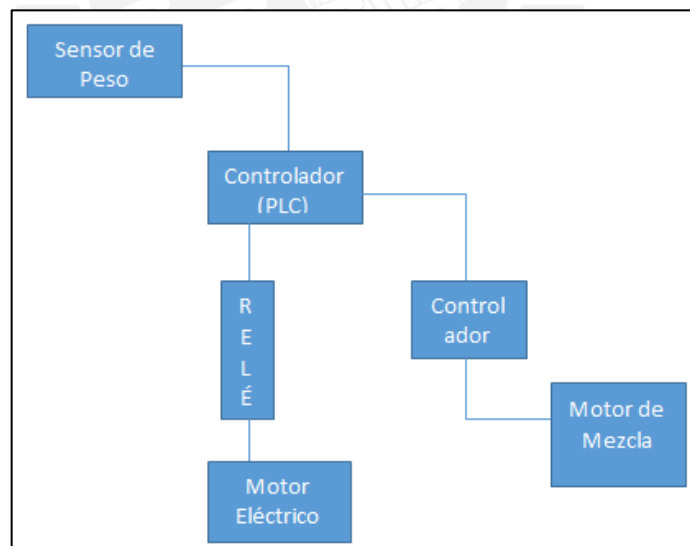 Sensor de
Peso
Controlador
(PLC)
R
E
L
É
Control
ador
Motor de
Mezcla
Motor
Eléctrico